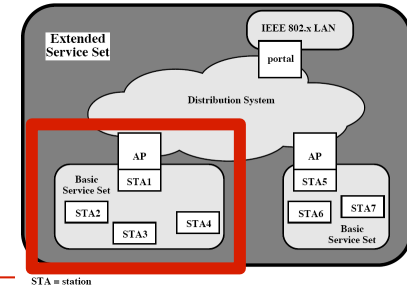 IEEE 802.x LAN
Extended
Service Set
portal
Distribution System
AP
STA1
Basic
Service Set
STA2
STA3
STA4
AP
STA5
STA6
STA7
Basic
Service Set
STA = station